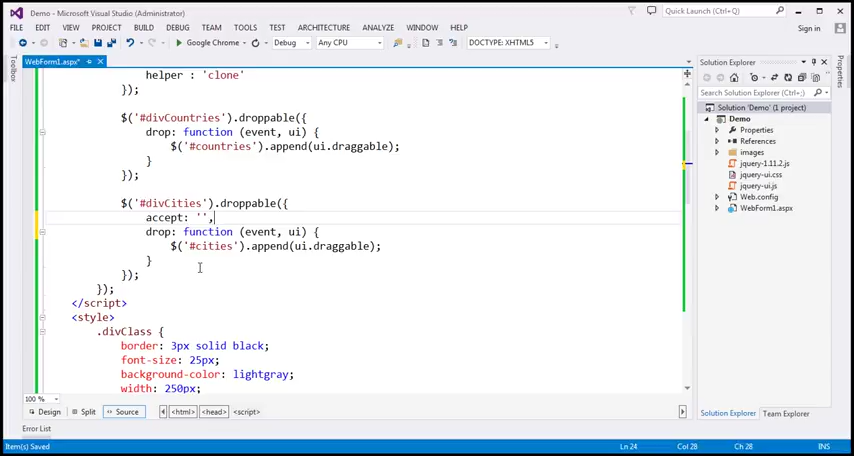 Demo - Microsoft Visual Studio (Administrator)
Quick Launch (Ctrl+Q)
FILE EDIT VIEW PROJECT BUILD DEBUG TEAM TOOLS TEST ARCHITECTURE ANALYZE WINDOW HELP
Sign in
Google Chrome Debug Any CPU DOCTYPE: XHTML5
Toolbox
WebForm1.aspx*
helper : 'clone'
});
$('#divCountries').droppable({
drop: function (event, ui) {
$('#countries').append(ui.draggable);
}
});
$('#divCities').droppable({
accept: '',
drop: function (event, ui) {
$('#cities').append(ui.draggable);
}
});
});
</script>
<style>
.divClass {
border: 3px solid black;
font-size: 25px;
background-color: lightgray;
width: 250px;
100 %
Design Split Source <html> <head> <script>
Error List
Solution Explorer
Search Solution Explorer
Solution 'Demo' (1 project)
Demo
Properties
References
images
jquery-1.11.2.js
jquery-ui.css
jquery-ui.js
Web.config
WebForm1.aspx
Solution Explorer Team Explorer
Properties
Item(s) Saved
Ln 24 Col 28 Ch 28 INS